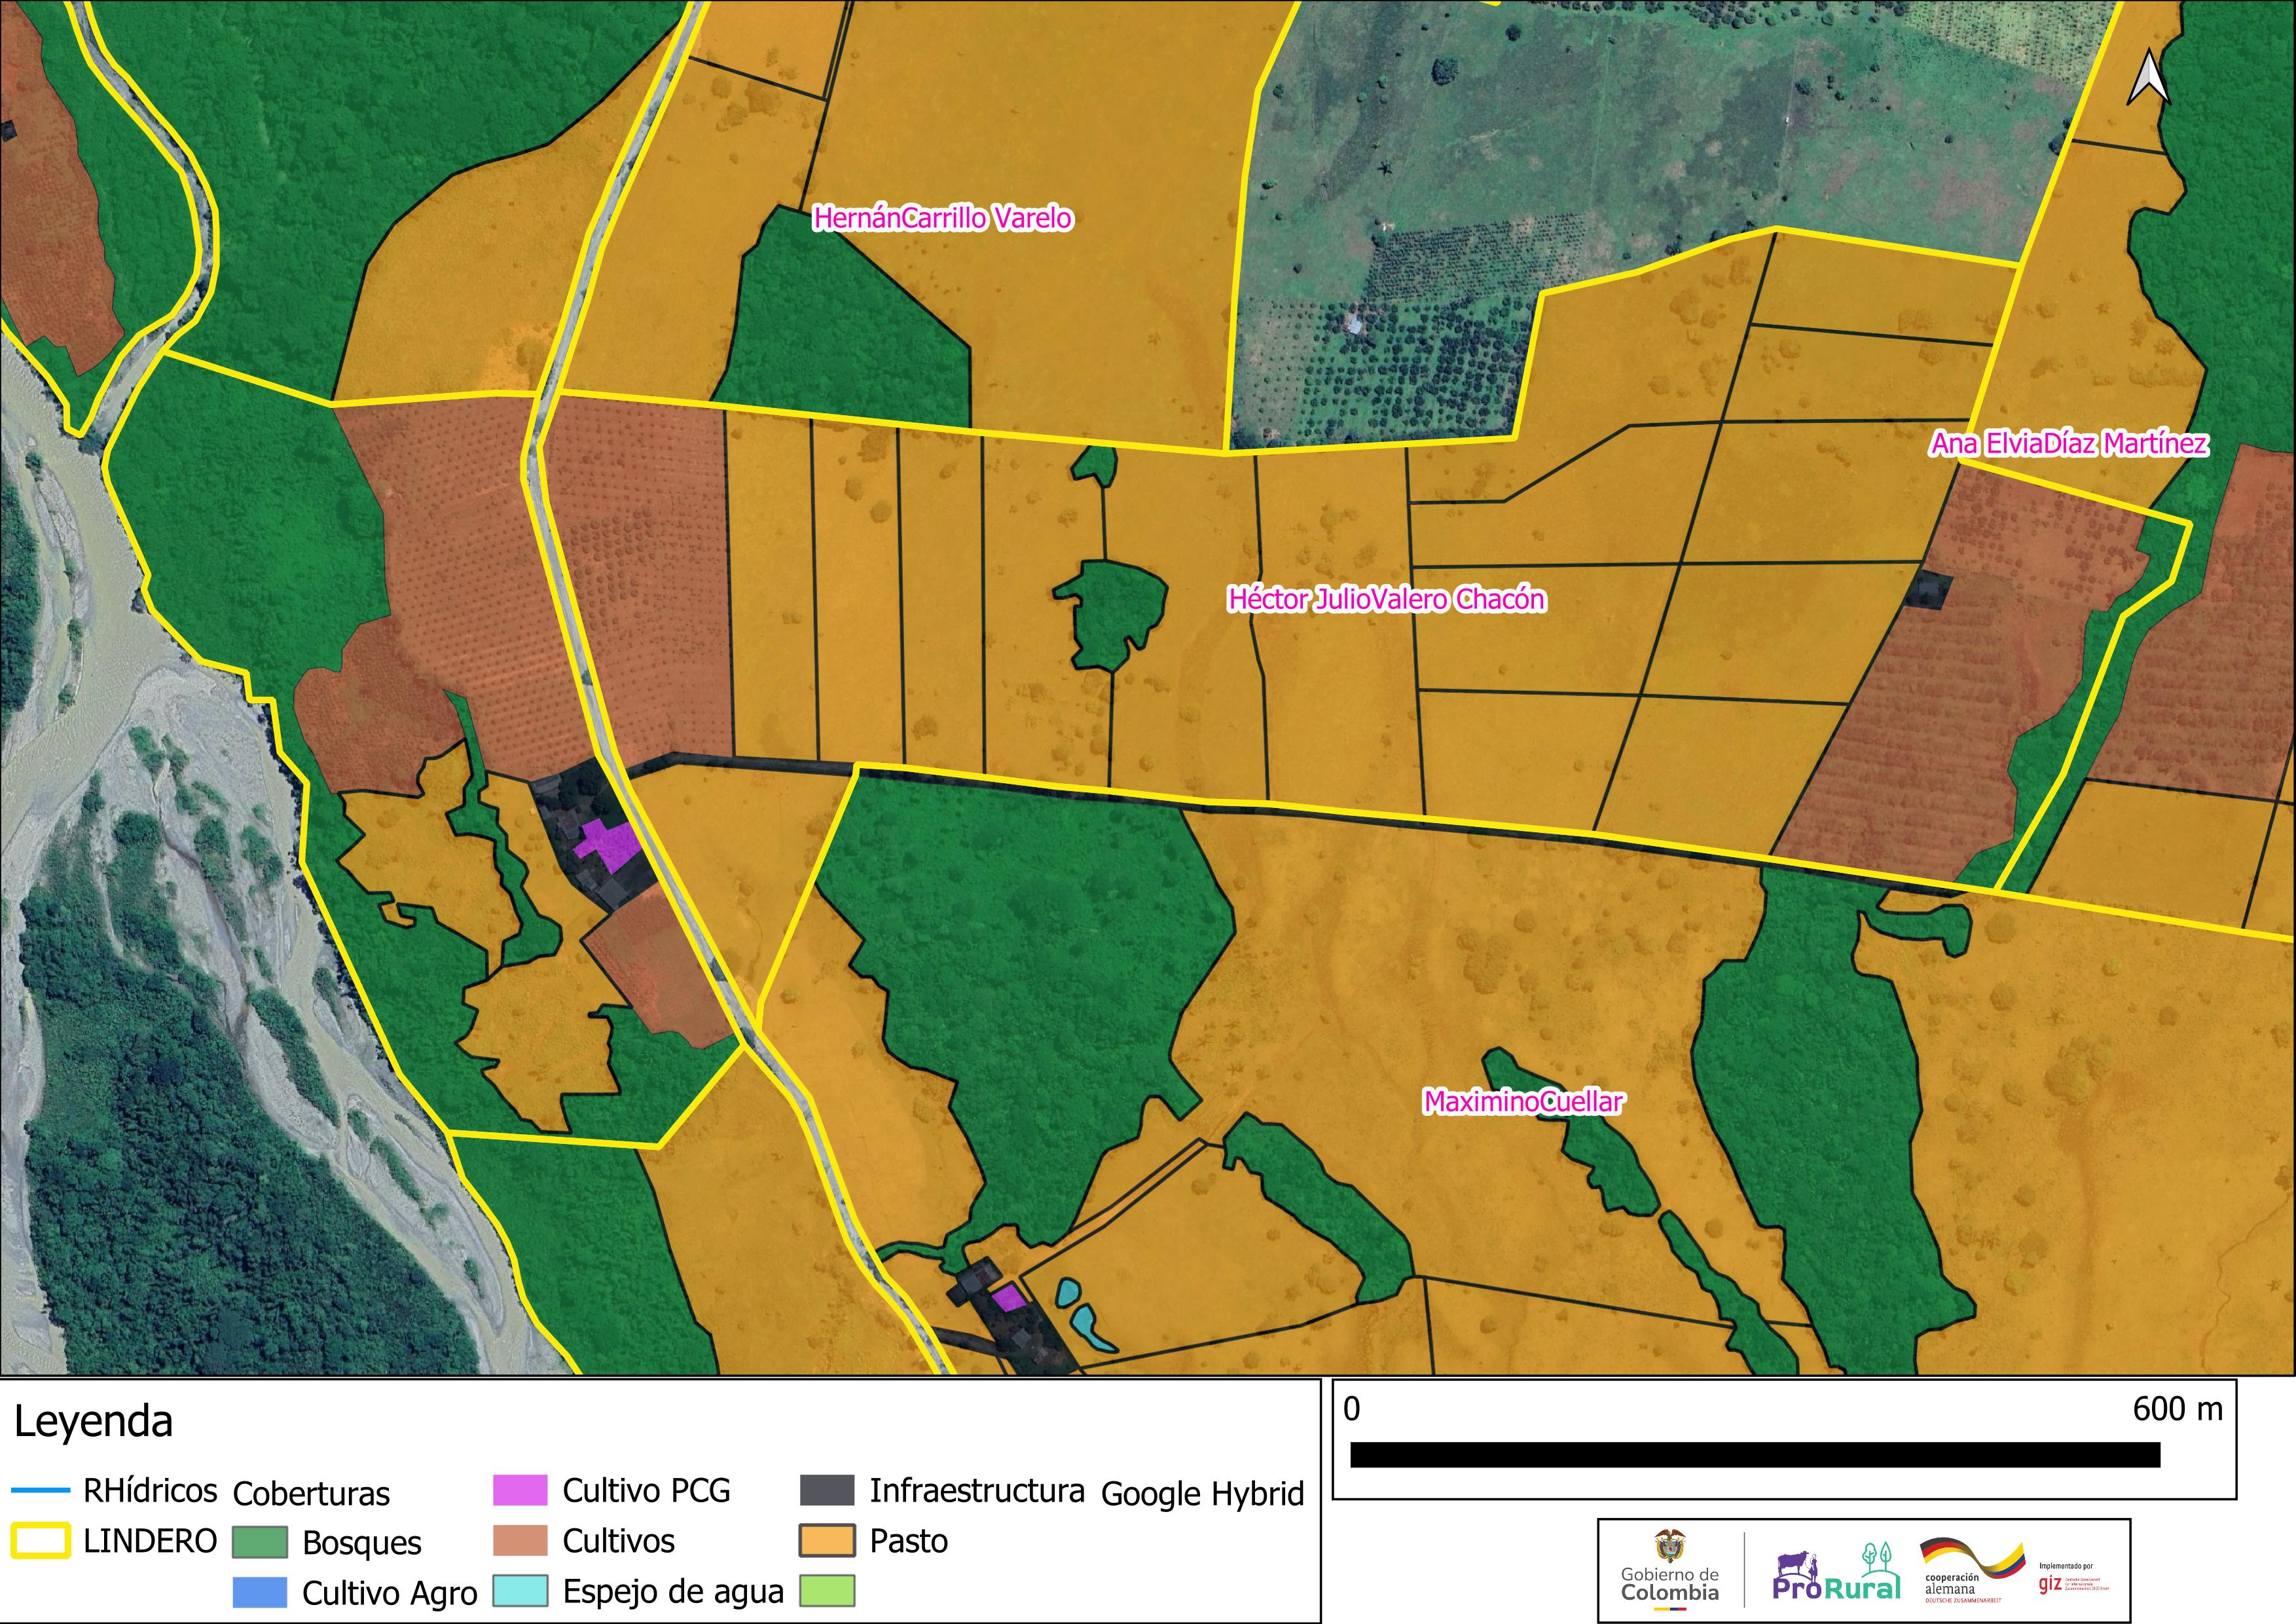 HernánCarrillo Varelo
Ana ElviaDíaz Martínez
Héctor JulioValero Chacón
MaximinoCuellar
Leyenda
RHídricos
LINDERO
Coberturas
Bosques
Cultivo Agro
Cultivo PCG
Cultivos
Espejo de agua
Infraestructura
Pasto
Google Hybrid
0 600 m
Gobierno de
Colombia
ProRural
cooperación
alemana
DEUTSCHE ZUSAMMENARBEIT
Implementado por
giz